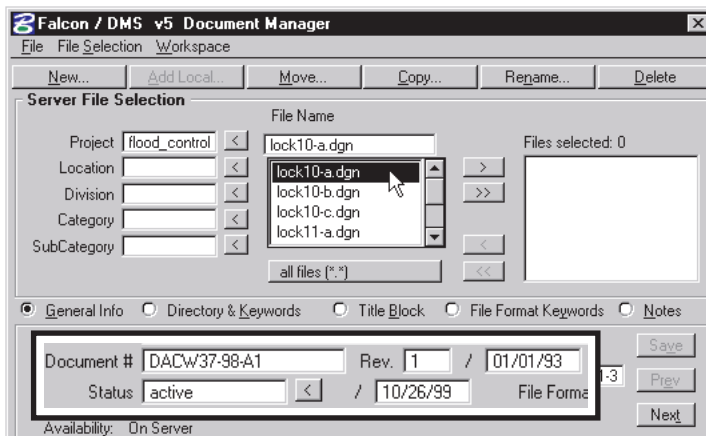 Falcon / DMS v5 Document Manager
File File Selection Workspace
New... Add Local... Move... Copy... Rename... Delete
Server File Selection
File Name
Project flood_control < lock10-a.dgn Files selected: 0
Location < lock10-a.dgn >
Division < lock10-b.dgn >>
Category < lock10-c.dgn
SubCategory < lock11-a.dgn <
all files (*.*) <<
General Info Directory & Keywords Title Block File Format Keywords Notes
Document # DACW37-98-A1 Rev. 1 / 01/01/93 Save
Status active < / 10/26/99 File Forma 1-3 Prev
Availability: On Server Next